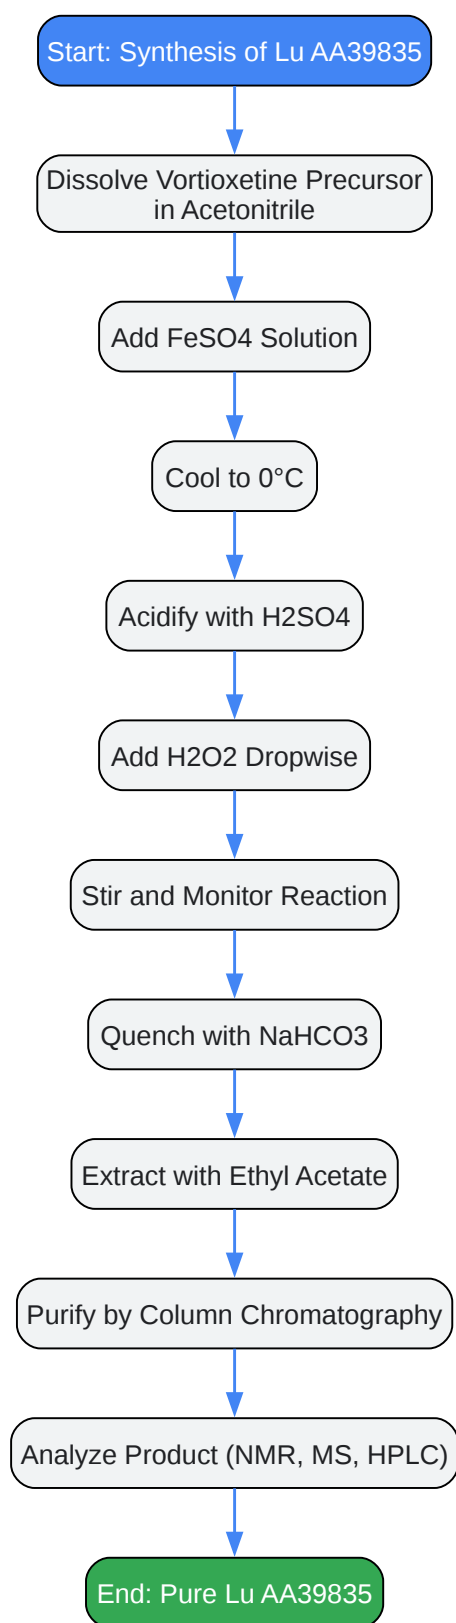 Start: Synthesis of Lu AA39835
Dissolve Vortioxetine Precursor
in Acetonitrile
Add FeSO4 Solution
Cool to 0°C
Acidify with H2SO4
Add H2O2 Dropwise
Stir and Monitor Reaction
Quench with NaHCO3
Extract with Ethyl Acetate
Purify by Column Chromatography
Analyze Product (NMR, MS, HPLC)
End: Pure Lu AA39835